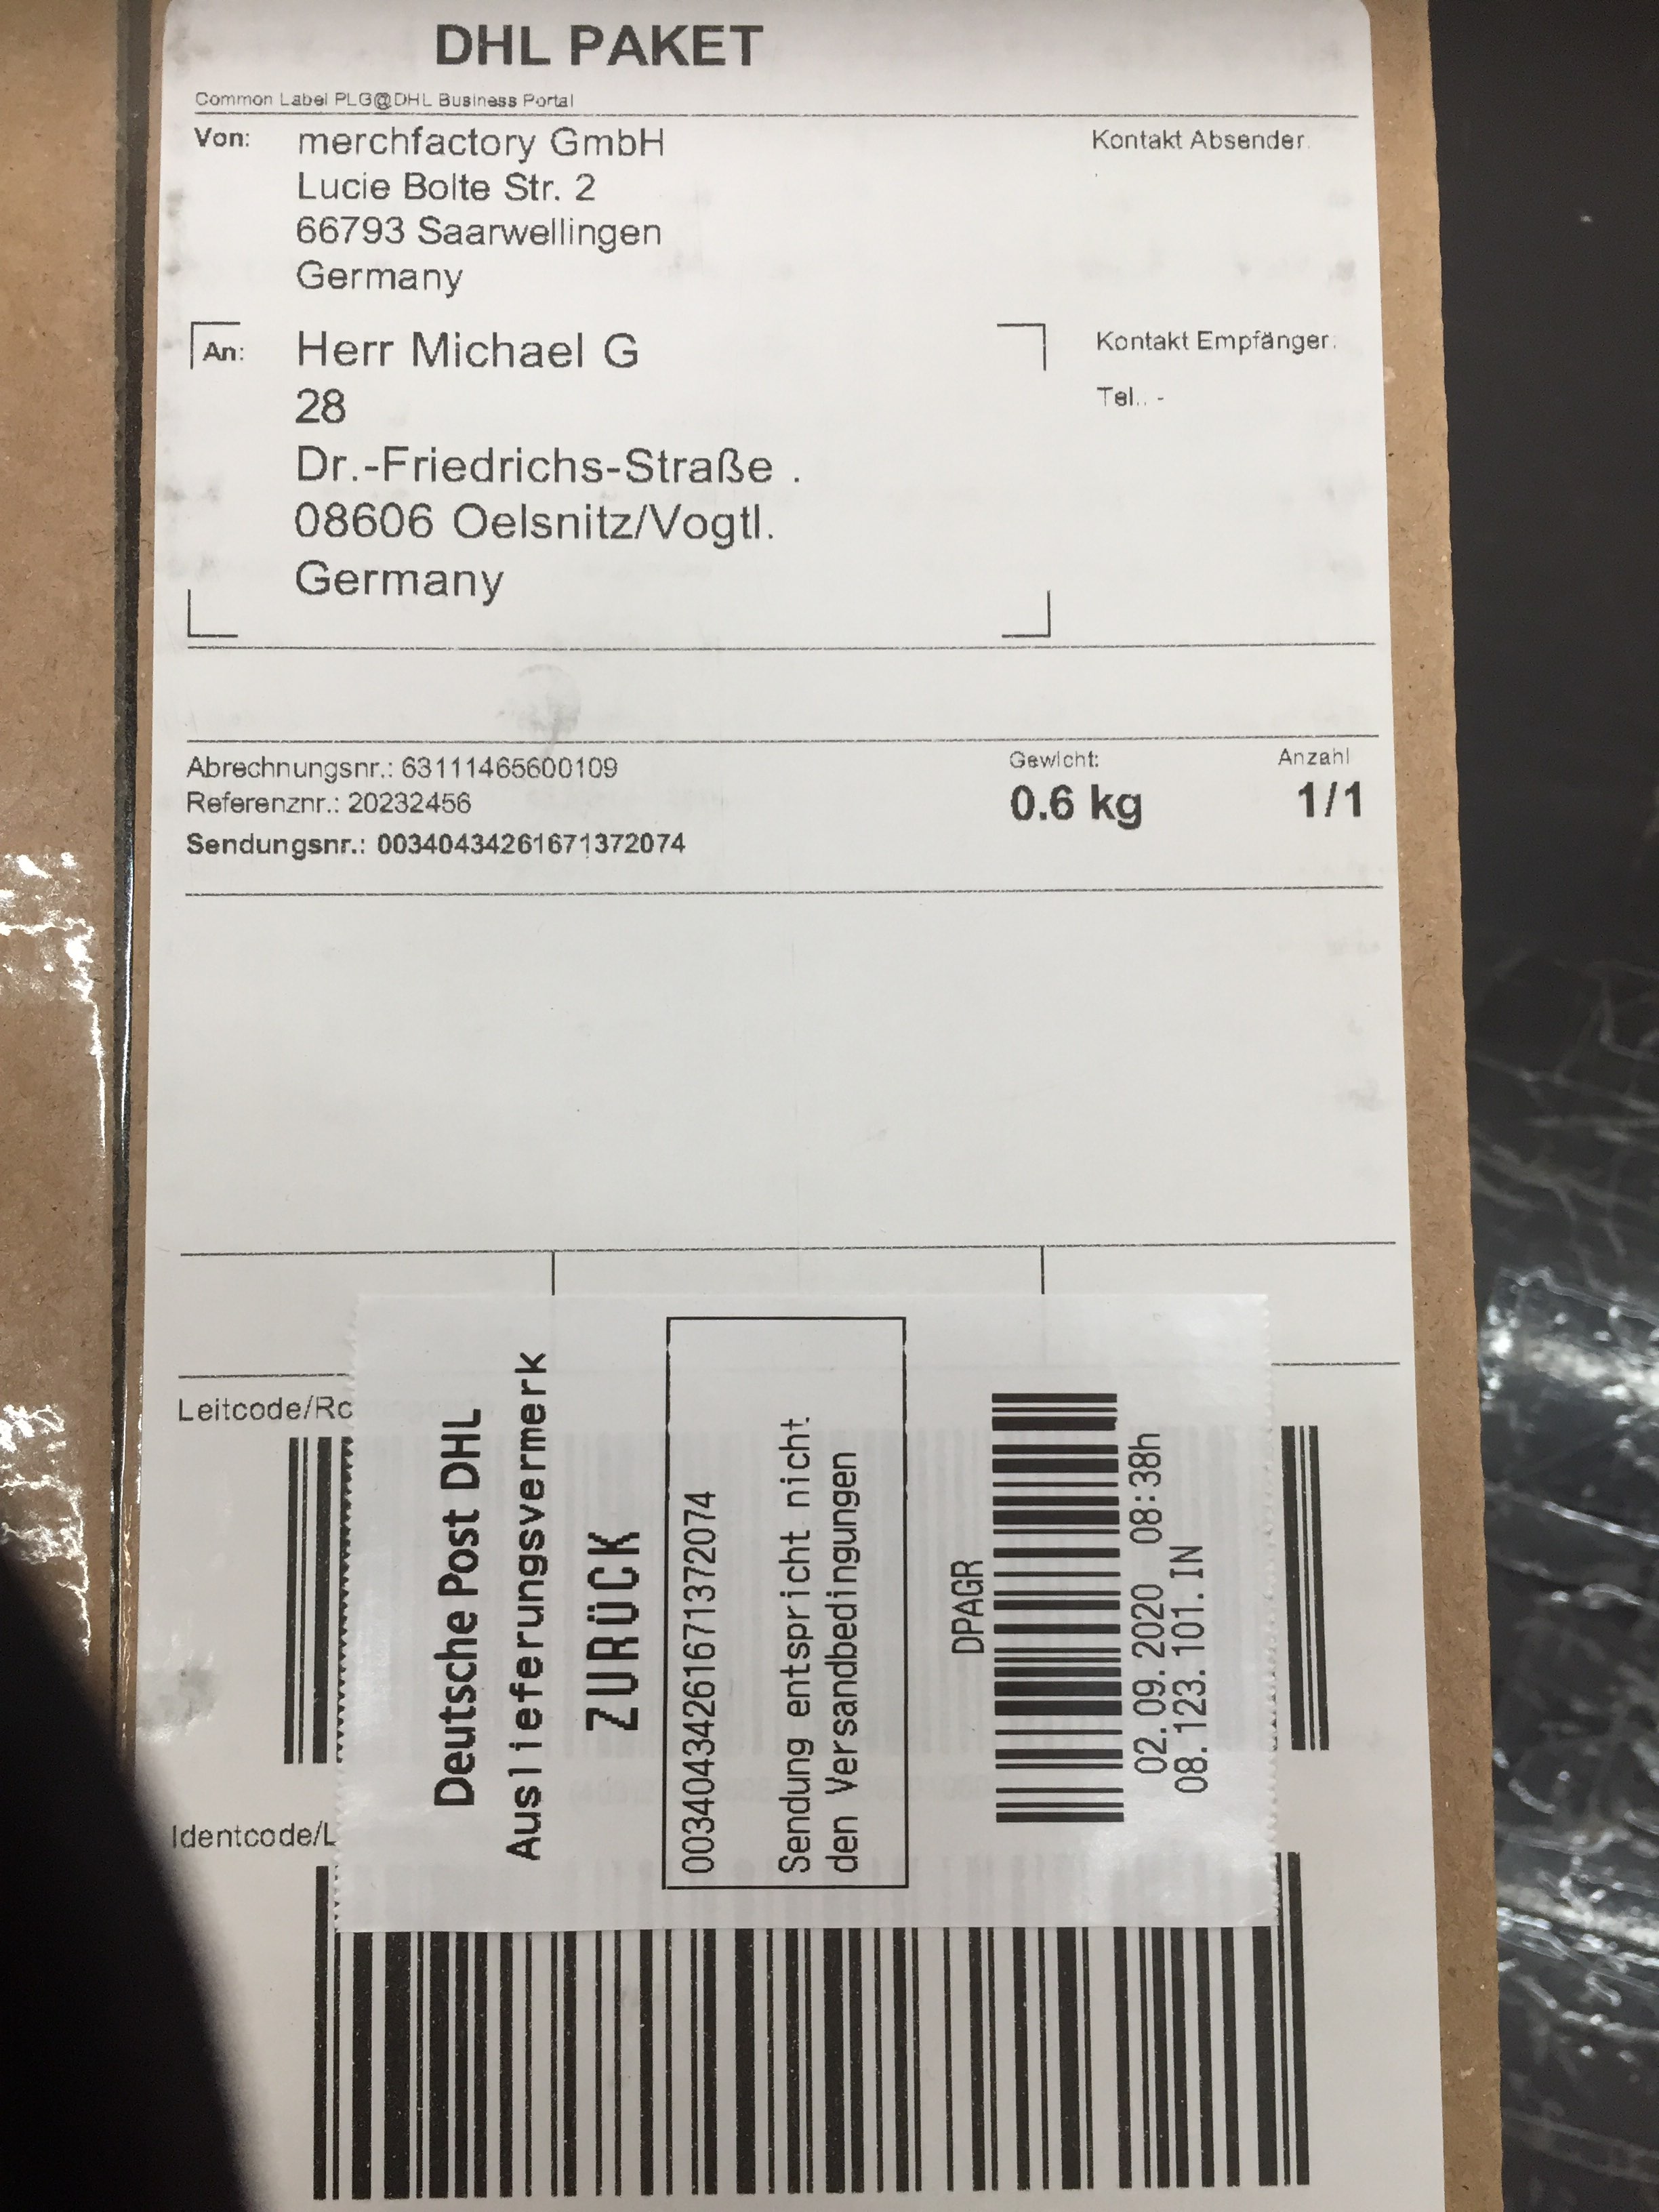 DHL PAKET
Common Label PLG@DHL Business Portal
Von:
merchfactory GmbH
Lucie Bolte Str. 2
66793 Saarwellingen
Germany
Kontakt Absender:
An:
Herr Michael G
28
Dr.-Friedrichs-Straße .
08606 Oelsnitz/Vogtl.
Germany
Kontakt Empfänger:
Tel.: -
Abrechnungsnr.: 63111465600109
Referenznr.: 20232456
Sendungsnr.: 00340434261671372074
Gewicht:
0.6 kg
Anzahl
1/1
Leitcode/Ro
Identcode/L
Deutsche Post DHL
Auslieferungsvermerk
ZURÜCK
00340434261671372074
Sendung entspricht nicht
den Versandbedingungen
DPAGR
02.09.2020 08:38h
08.123.101.IN